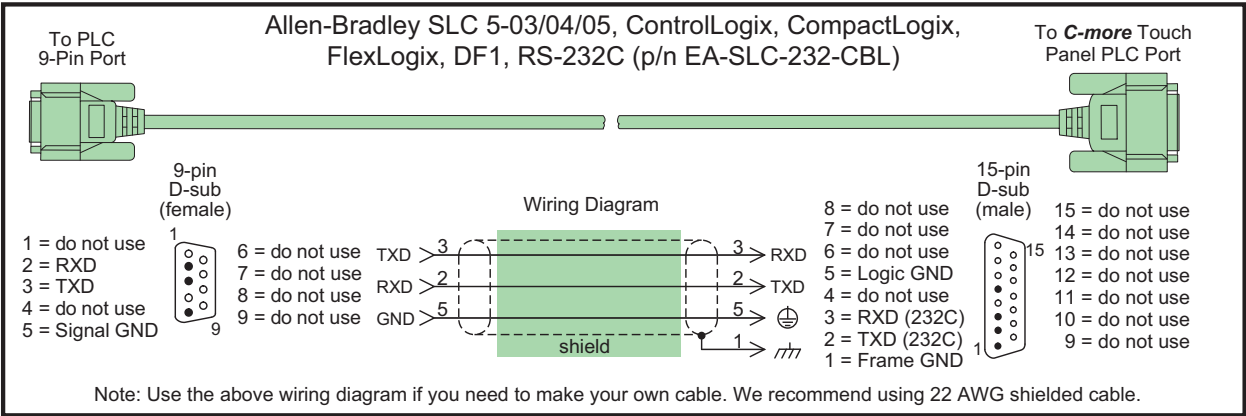 Allen-Bradley SLC 5-03/04/05, ControlLogix, CompactLogix,
FlexLogix, DF1, RS-232C (p/n EA-SLC-232-CBL)
To PLC
9-Pin Port
To C-more Touch
Panel PLC Port
9-pin
D-sub
(female)
1
9
1 = do not use
2 = RXD
3 = TXD
4 = do not use
5 = Signal GND
6 = do not use
7 = do not use
8 = do not use
9 = do not use
Wiring Diagram
TXD 3 3 RXD
RXD 2 2 TXD
GND 5 5
1
shield
8 = do not use
7 = do not use
6 = do not use
5 = Logic GND
4 = do not use
3 = RXD (232C)
2 = TXD (232C)
1 = Frame GND
15-pin
D-sub
(male)
15
1
15 = do not use
14 = do not use
13 = do not use
12 = do not use
11 = do not use
10 = do not use
9 = do not use
Note: Use the above wiring diagram if you need to make your own cable. We recommend using 22 AWG shielded cable.